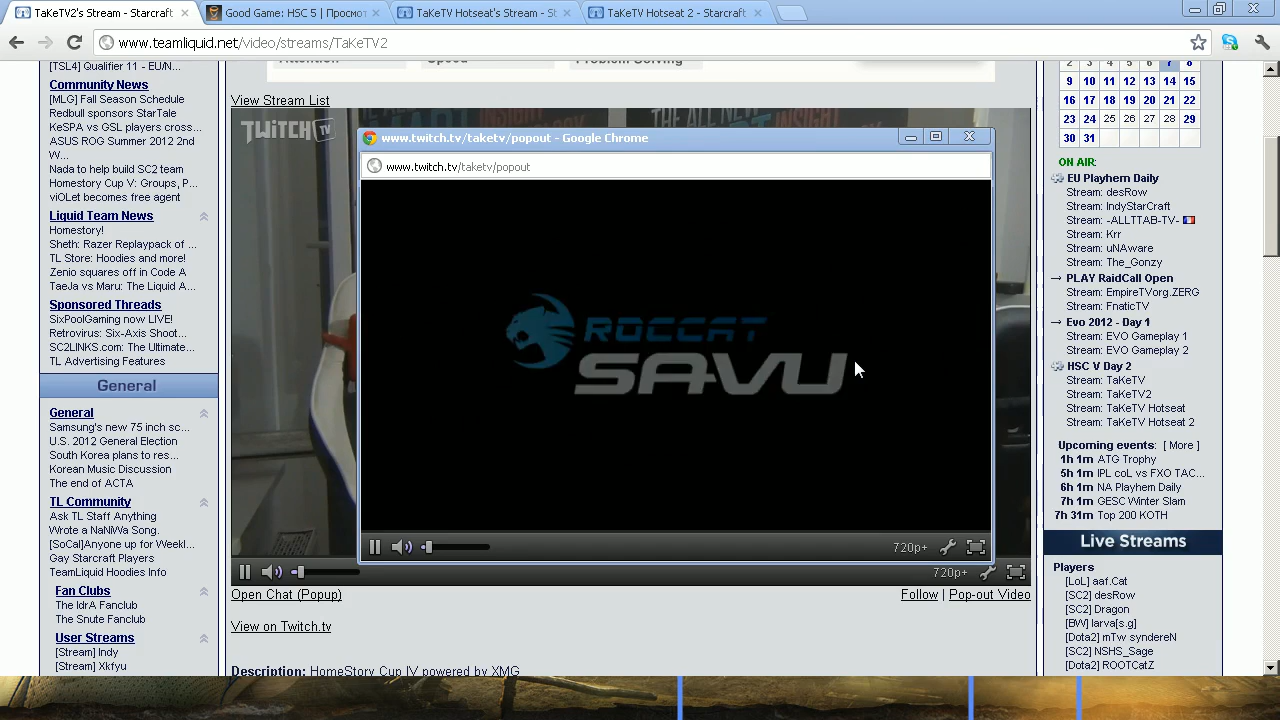 TaKeTV2's Stream - Starcraft
Good Game: HSC 5 | Просмот
TaKeTV Hotseat's Stream - St
TaKeTV Hotseat 2 - Starcraft
www.teamliquid.net/video/streams/TaKeTV2
[TSL4] Qualifier 11 - EU/N...
Community News
[MLG] Fall Season Schedule
Redbull sponsors StarTale
KeSPA vs GSL players cross...
ASUS ROG Summer 2012 2nd
W...
Nada to help build SC2 team
Homestory Cup V: Groups, P...
viOLet becomes free agent
Liquid Team News
Homestory!
Sheth: Razer Replaypack of ...
TL Store: Hoodies and more!
Zenio squares off in Code A
TaeJa vs Maru: The Liquid A...
Sponsored Threads
SixPoolGaming now LIVE!
Retrovirus: Six-Axis Shoot...
SC2LINKS.com: The Ultimate...
TL Advertising Features
General
General
Samsung's new 75 inch sc...
U.S. 2012 General Election
South Korea plans to res...
Korean Music Discussion
The end of ACTA
TL Community
Ask TL Staff Anything
Wrote a NaNiWa Song.
[SoCal]Anyone up for Weekl...
Gay Starcraft Players
TeamLiquid Hoodies Info
Fan Clubs
The IdrA Fanclub
The Snute Fanclub
User Streams
[Stream] Indy
[Stream] Xkfyu
Attention
Speed
Problem Solving
View Stream List
TWITCH TV
www.twitch.tv/taketv/popout - Google Chrome
www.twitch.tv/taketv/popout
ROCCAT
SAVU
720p+
720p+
Open Chat (Popup)
Follow | Pop-out Video
View on Twitch.tv
Description: HomeStory Cup IV powered by XMG
2 3 4 5 6 7 8
9 10 11 12 13 14 15
16 17 18 19 20 21 22
23 24 25 26 27 28 29
30 31
ON AIR:
EU Playhem Daily
Stream: desRow
Stream: IndyStarCraft
Stream: -ALLTTAB-TV-
Stream: Krr
Stream: uNAware
Stream: The_Gonzy
→ PLAY RaidCall Open
Stream: EmpireTVorg.ZERG
Stream: FnaticTV
→ Evo 2012 - Day 1
Stream: EVO Gameplay 1
Stream: EVO Gameplay 2
HSC V Day 2
Stream: TaKeTV
Stream: TaKeTV2
Stream: TaKeTV Hotseat
Stream: TaKeTV Hotseat 2
Upcoming events: [ More ]
1h 1m ATG Trophy
5h 1m IPL coL vs FXO TAC...
6h 1m NA Playhem Daily
7h 1m GESC Winter Slam
7h 31m Top 200 KOTH
Live Streams
Players
[LoL] aaf.Cat
[SC2] desRow
[SC2] Dragon
[BW] larva[s.g]
[Dota2] mTw syndereN
[SC2] NSHS_Sage
[Dota2] ROOTCatZ